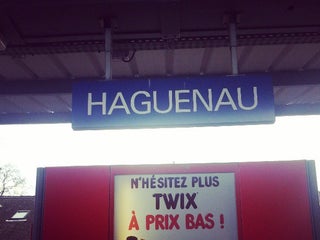 HAGUENAU
N'HÉSITEZ PLUS
TWIX
À PRIX BAS !